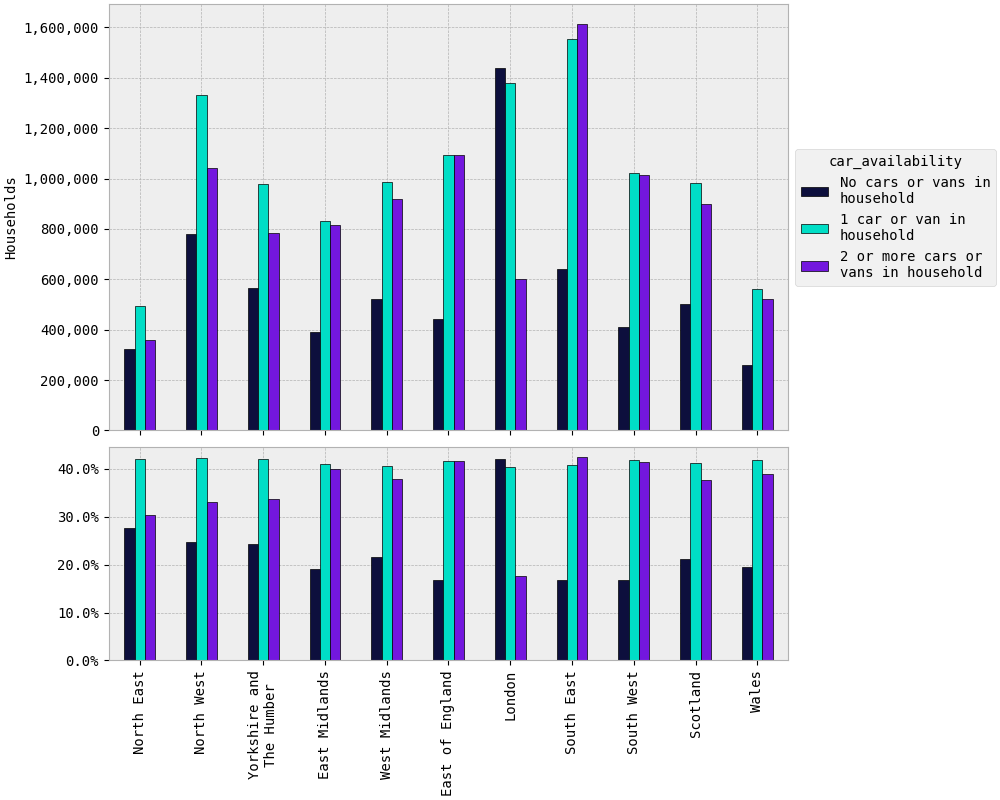 1,600,000
1,400,000
1,200,000
1,000,000
800,000
600,000
400,000
200,000
0
Households
car_availability
No cars or vans in
household
1 car or van in
household
2 or more cars or
vans in household
40.0%
30.0%
20.0%
10.0%
0.0%
North East
North West
Yorkshire and
The Humber
East Midlands
West Midlands
East of England
London
South East
South West
Scotland
Wales